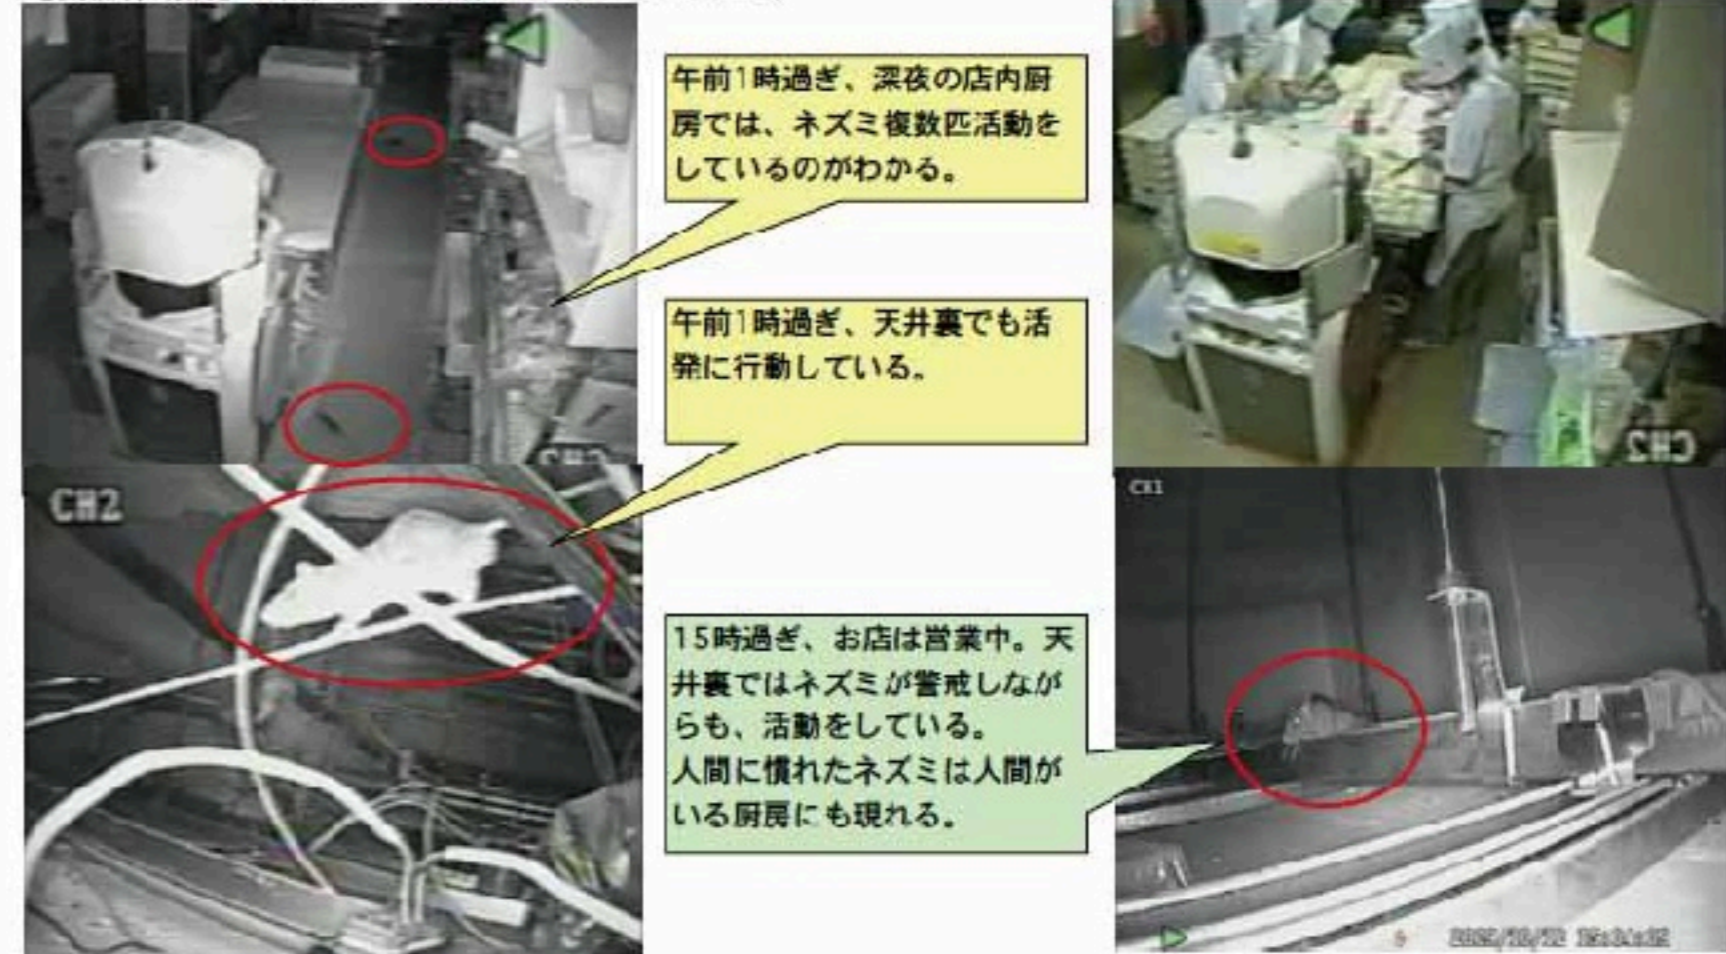 午前1時過ぎ、深夜の店内厨
房では、ネズミ複数匹活動を
しているのがわかる。
午前1時過ぎ、天井裏でも活
発に行動している。
CH2
CH2
CH1
15時過ぎ、お店は営業中。天
井裏ではネズミが警戒しなが
らも、活動をしている。
人間に慣れたネズミは人間が
いる厨房にも現れる。